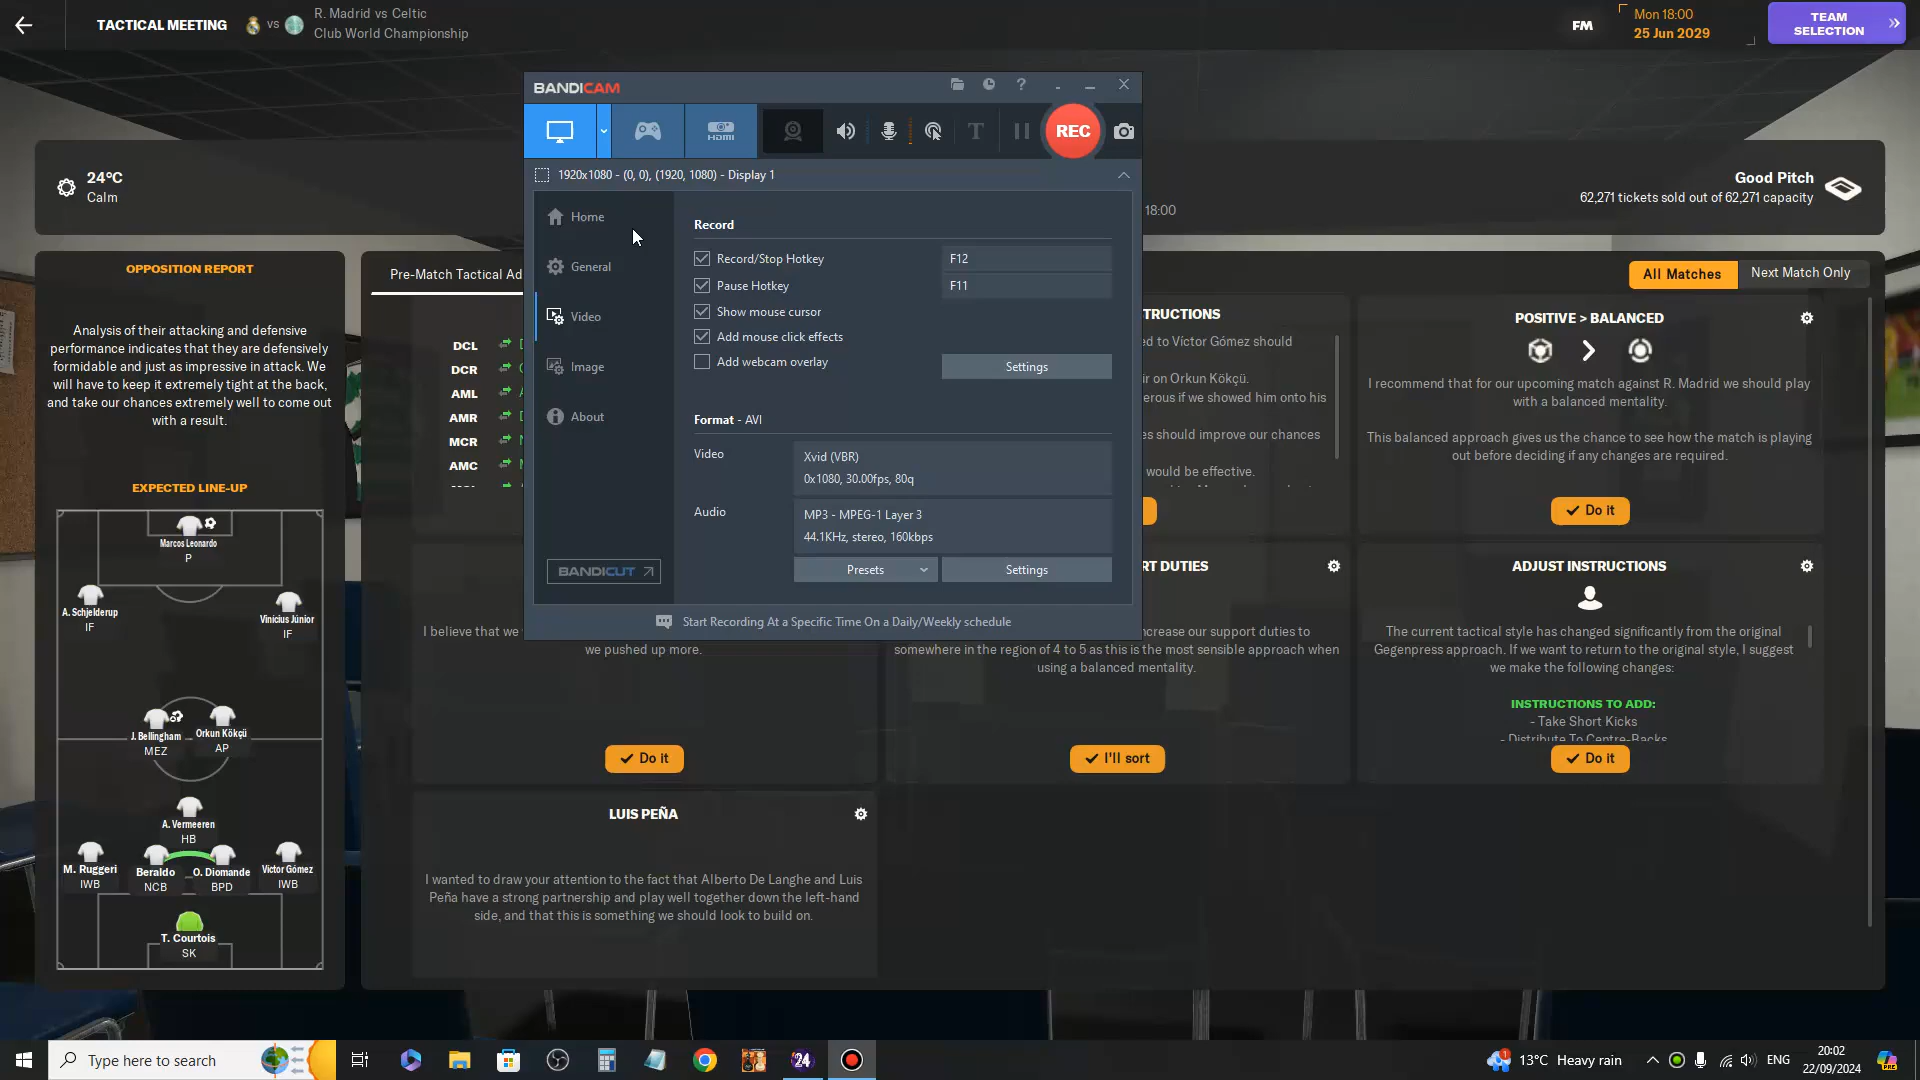 TACTICAL MEETING
VS
R. Madrid vs Celtic
Club World Championship
FM
Mon 18:00
25 Jun 2029
TEAM
SELECTION
24°C
Calm
18:00
Good Pitch
62,271 tickets sold out of 62,271 capacity
OPPOSITION REPORT
Analysis of their attacking and defensive
performance indicates that they are defensively
formidable and just as impressive in attack. We
will have to keep it extremely tight at the back,
and take our chances extremely well to come out
with a result.
EXPECTED LINE-UP
Marcos Leonardo
P
A. Schjelderup
IF
Vinícius Júnior
IF
J. Bellingham
MEZ
Orkun Kökçü
AP
A. Vermeeren
HB
M. Ruggeri
IWB
Beraldo
NCB
O. Diomande
BPD
Víctor Gómez
IWB
T. Courtois
SK
Pre-Match Tactical Ad
All Matches
Next Match Only
DCL
DCR
AML
AMR
MCR
AMC
BANDICAM
?
HDMI
T
REC
1920x1080 - (0, 0), (1920, 1080) - Display 1
Home
General
Video
Image
About
BANDICUT
Record
Record/Stop Hotkey
F12
Pause Hotkey
F11
Show mouse cursor
Add mouse click effects
Add webcam overlay
Settings
Format - AVI
Video
Xvid (VBR)
0x1080, 30.00fps, 80q
Audio
MP3 - MPEG-1 Layer 3
44.1KHz, stereo, 160kbps
Presets
Settings
Start Recording At a Specific Time On a Daily/Weekly schedule
TRUCTIONS
ed to Víctor Gómez should
ir on Orkun Kökçü.
erous if we showed him onto his
es should improve our chances
would be effective.
POSITIVE > BALANCED
I recommend that for our upcoming match against R. Madrid we should play
with a balanced mentality.
This balanced approach gives us the chance to see how the match is playing
out before deciding if any changes are required.
Do it
I believe that we
we pushed up more.
Do it
RT DUTIES
ncrease our support duties to
somewhere in the region of 4 to 5 as this is the most sensible approach when
using a balanced mentality.
I'll sort
ADJUST INSTRUCTIONS
The current tactical style has changed significantly from the original
Gegenpress approach. If we want to return to the original style, I suggest
we make the following changes:
INSTRUCTIONS TO ADD:
- Take Short Kicks
- Distribute To Centre-Backs
Do it
LUIS PEÑA
I wanted to draw your attention to the fact that Alberto De Langhe and Luis
Peña have a strong partnership and play well together down the left-hand
side, and that this is something we should look to build on.
Type here to search
24
13°C Heavy rain
ENG
20:02
22/09/2024